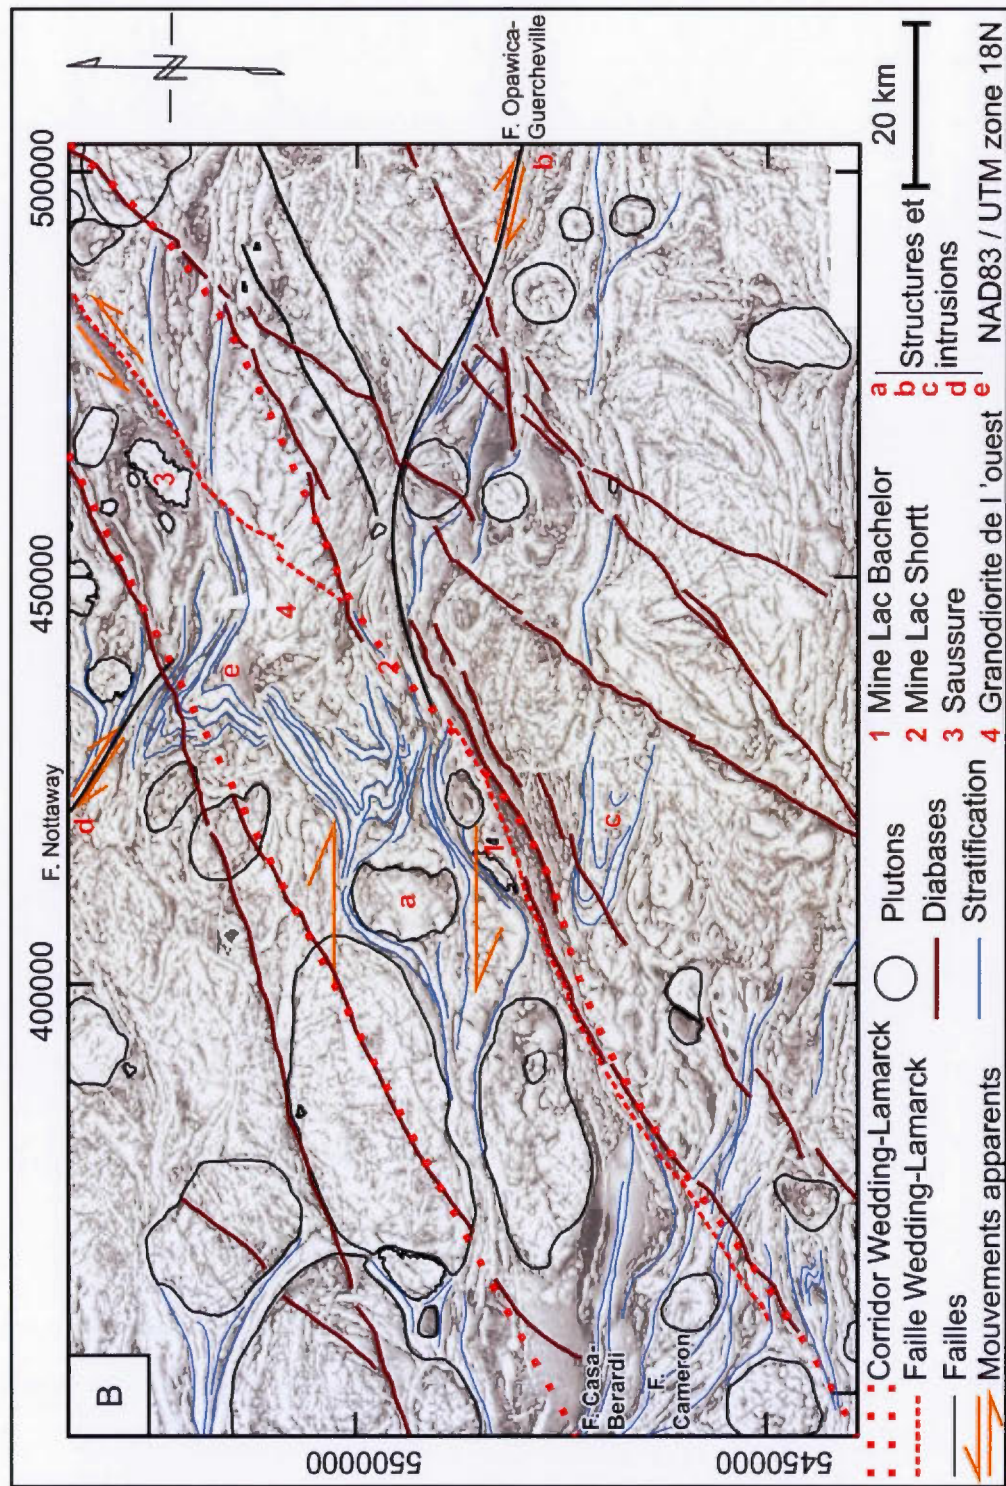 B
400000
450000
500000
5500000
5450000
F. Nottaway
N
F. Opawica-
Guercheville
F. Casa-
Berardi
F.
Cameron
a
b
c
d
e
1
2
3
4
Corridor Wedding-Lamarck
Faille Wedding-Lamarck
Failles
Mouvements apparents
Plutons
Diabases
Stratification
1 Mine Lac Bachelor
2 Mine Lac Shortt
3 Saussure
4 Granodiorite de l 'ouest
a
b
c
d
e
Structures et
intrusions
20 km
NAD83 / UTM zone 18N